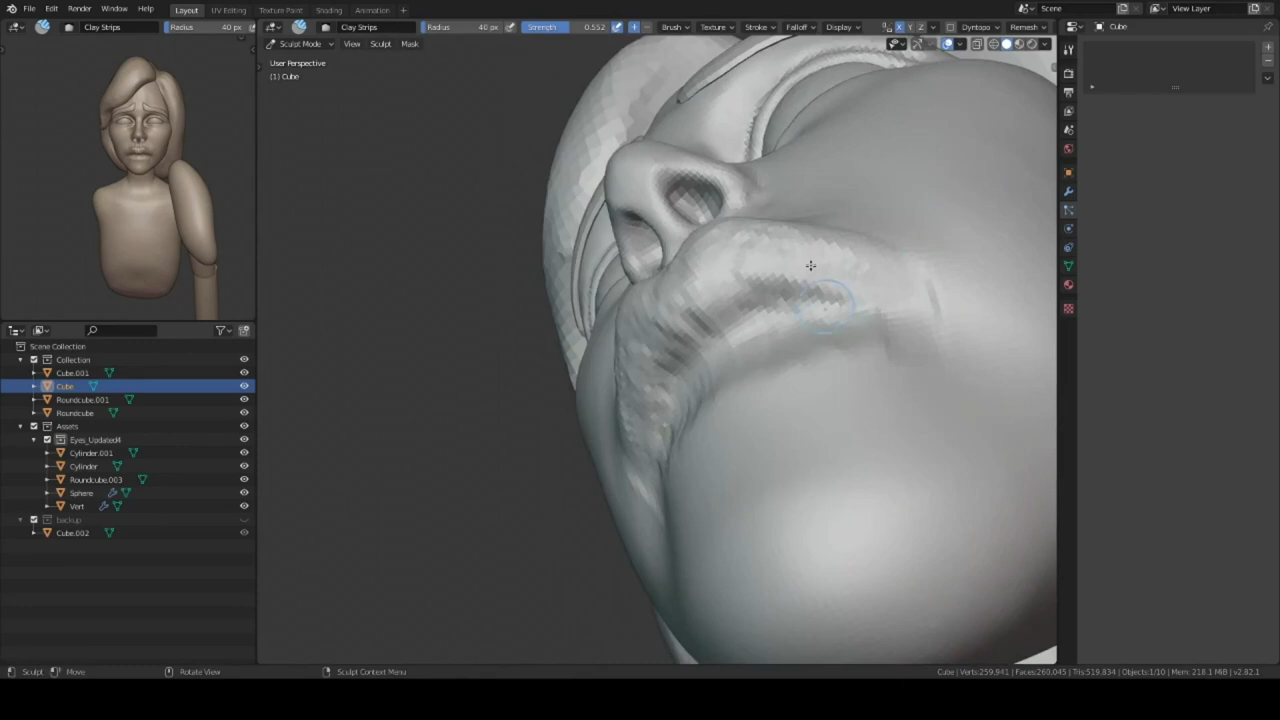 File Edit Render Window Help Layout UV Editing Texture Paint Shading Animation + Scene View Layer
Clay Strips Radius 40 px Clay Strips Radius 40 px Strength 0.552 Brush Texture Stroke Falloff Display X Y Z Dyntopo Remesh Cube
Sculpt Mode View Sculpt Mask
User Perspective
(1) Cube
Scene Collection
Collection
Cube.001
Cube
Roundcube.001
Roundcube
Assets
Eyes_Updated4
Cylinder.001
Cylinder
Roundcube.003
Sphere
Vert
backup
Cube.002
Sculpt Move Rotate View Sculpt Context Menu Cube | Verts:259,941 | Faces:260,045 | Tris:519,834 | Objects:1/10 | Mem: 218.1 MiB | v2.82.1